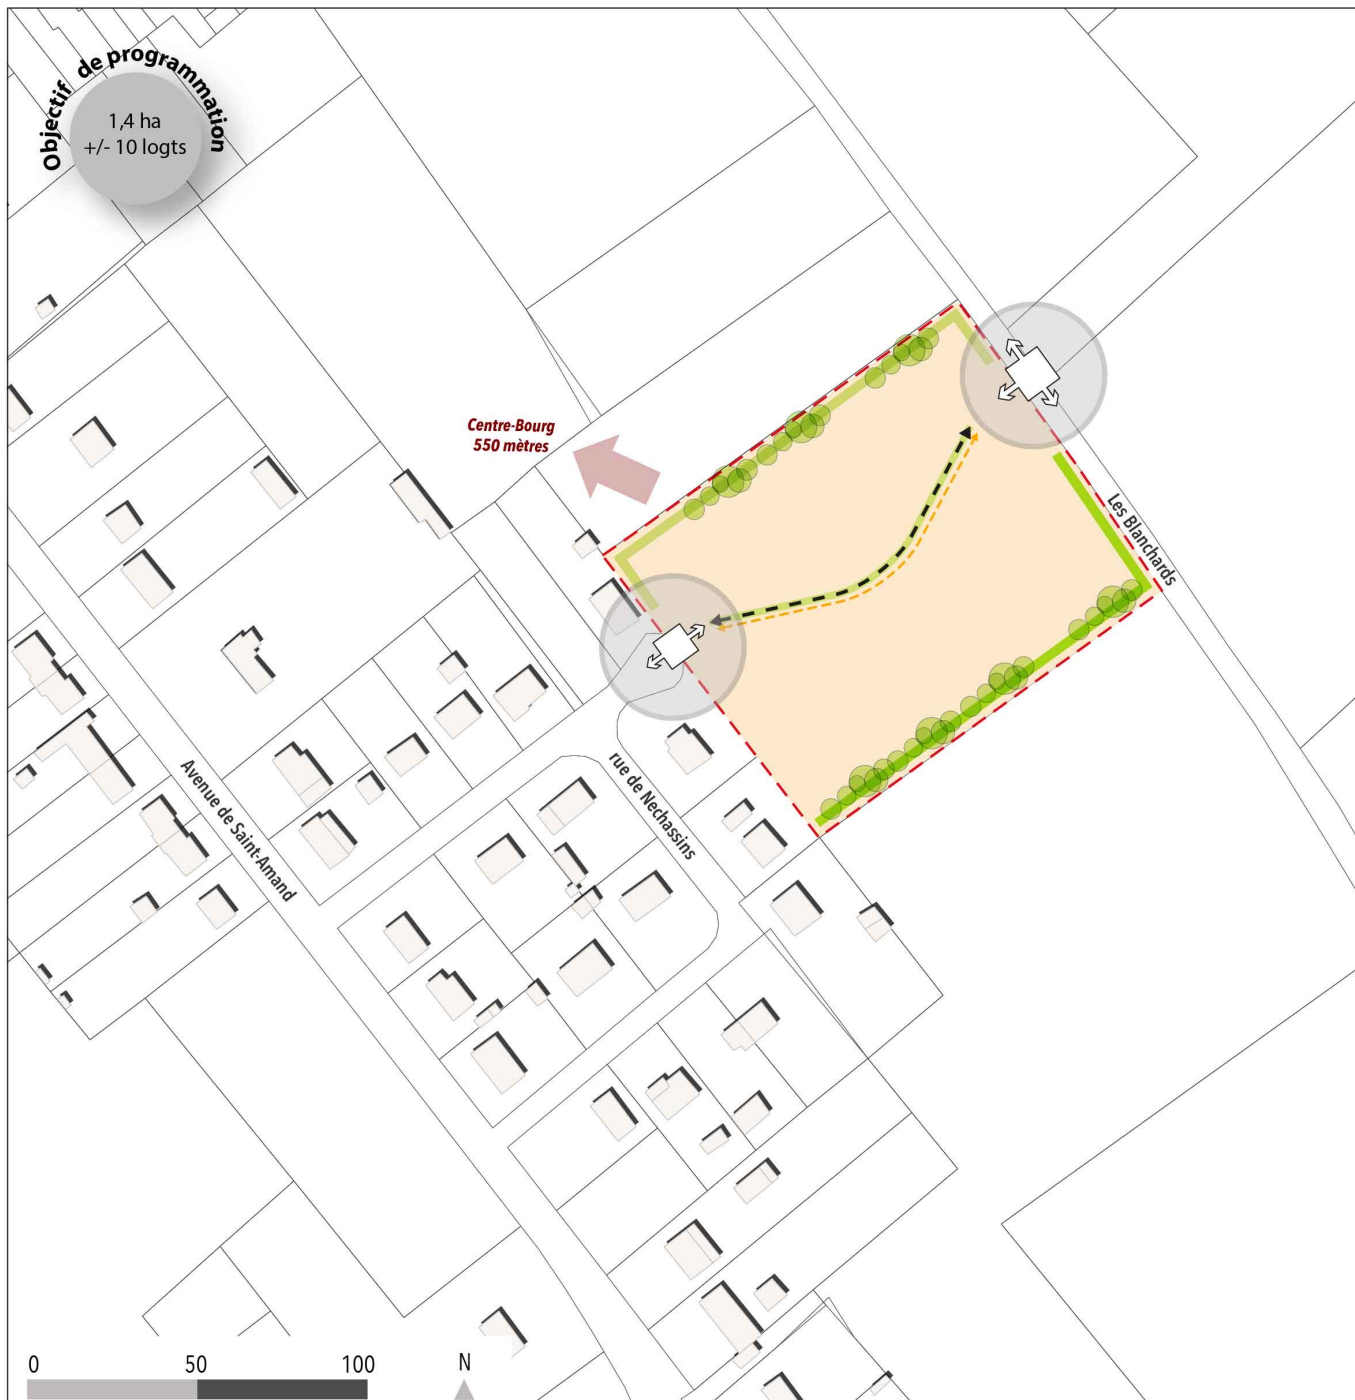 Objectif de programmation
1,4 ha
+/- 10 logts
Centre-Bourg
550 mètres
Les Blanchards
rue de Nechassins
Avenue de Saint-Amand
0 50 100
N